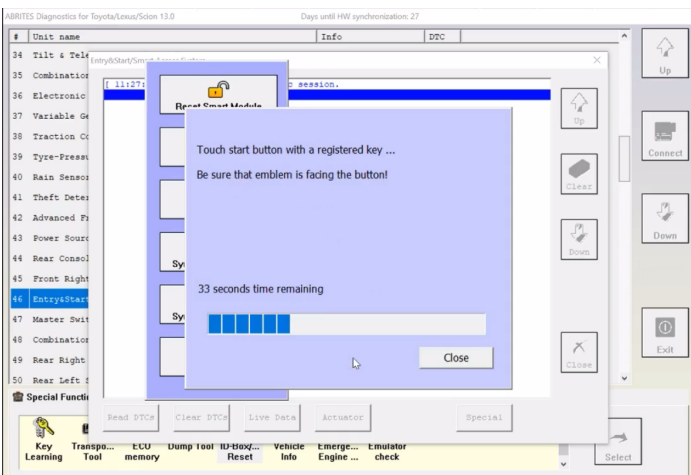 ABRITES Diagnostics for Toyota/Lexus/Scion 13.0
Days until HW synchronization: 27
# Unit name Info DTC
34 Tilt & Tele
35 Combination
36 Electronic
37 Variable Ge
38 Traction Co
39 Tyre-Pressu
40 Rain Sensor
41 Theft Deter
42 Advanced Fr
43 Power Sourc
44 Rear Consol
45 Front Right
46 Entry&Start
47 Master Swit
48 Combination
49 Rear Right
50 Rear Left S
Entry&Start/Smart Access System
[ 11:27: c session.
Reset Smart Module
Sy
Sy
Touch start button with a registered key ...
Be sure that emblem is facing the button!
33 seconds time remaining
Close
Up
Clear
Down
Close
Read DTCs Clear DTCs Live Data Actuator Special
Up
Connect
Down
Exit
Special Functi
Key Learning
Transpo... Tool
ECU memory
Dump Tool
ID-Box/... Reset
Vehicle Info
Emerge... Engine ...
Emulator check
Select